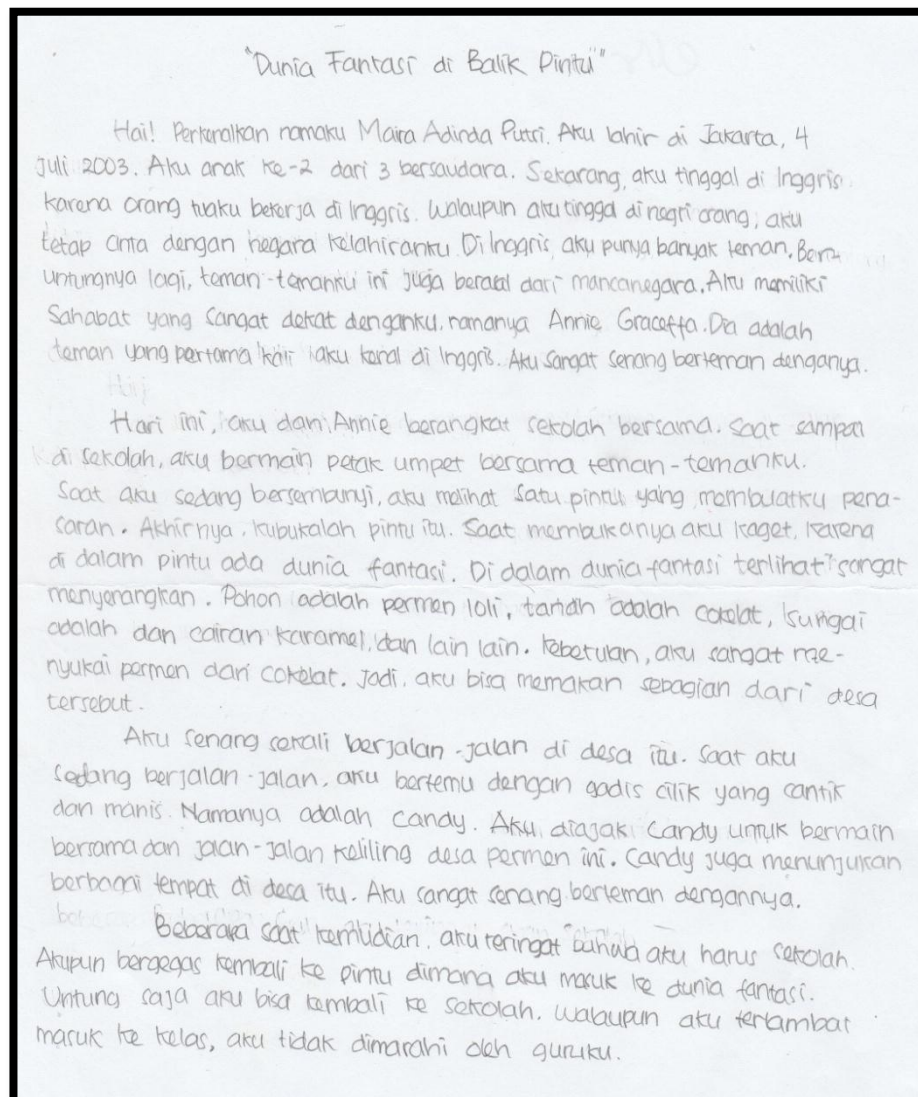 "Dunia Fantasi di Balik Pintu"
Hai! Perkenalkan namaku Maira Adinda Putri. Aku lahir di Jakarta, 4
Juli 2003. Aku anak ke-2 dari 3 bersaudara. Sekarang, aku tinggal di Inggris
karena orang tuaku bekerja di Inggris. Walaupun aku tinggal di negri orang, aku
tetap cinta dengan negara kelahiranku. Di Inggris, aku punya banyak teman. Beru-
untungnya lagi, teman-temanku ini juga berasal dari mancanegara. Aku memiliki
Sahabat yang sangat dekat denganku, namanya Annie Graceffa. Dia adalah
teman yang pertama kali aku kenal di Inggris. Aku sangat senang berteman denganya.
Hari ini, aku dan Annie berangkat sekolah bersama. Saat sampai
di sekolah, aku bermain petak umpet bersama teman-temanku.
Saat aku sedang bersembunyi, aku melihat satu pintu yang membuatku pena-
saran. Akhirnya, kubukalah pintu itu. Saat membukanya aku kaget, karena
di dalam pintu ada dunia fantasi. Di dalam dunia fantasi terlihat sangat
menyenangkan. Pohon adalah permen loli, tanah adalah cokelat, sungai
adalah dan cairan karamel, dan lain lain. Kebetulan, aku sangat me-
nyukai permen dari cokelat. Jadi, aku bisa memakan sebagian dari desa
tersebut.
Aku senang sekali berjalan-jalan di desa itu. Saat aku
sedang berjalan-jalan, aku bertemu dengan gadis cilik yang cantik
dan manis. Namanya adalah Candy. Aku diajak Candy untuk bermain
bersama dan jalan-jalan keliling desa permen ini. Candy juga menunjukan
berbagai tempat di desa itu. Aku sangat senang berteman dengannya.
Beberapa saat kemudian, aku teringat bahwa aku harus sekolah.
Akupun bergegas kembali ke pintu dimana aku masuk ke dunia fantasi.
Untung saja aku bisa kembali ke sekolah. Walaupun aku terlambat
masuk ke kelas, aku tidak dimarahi oleh guruku.